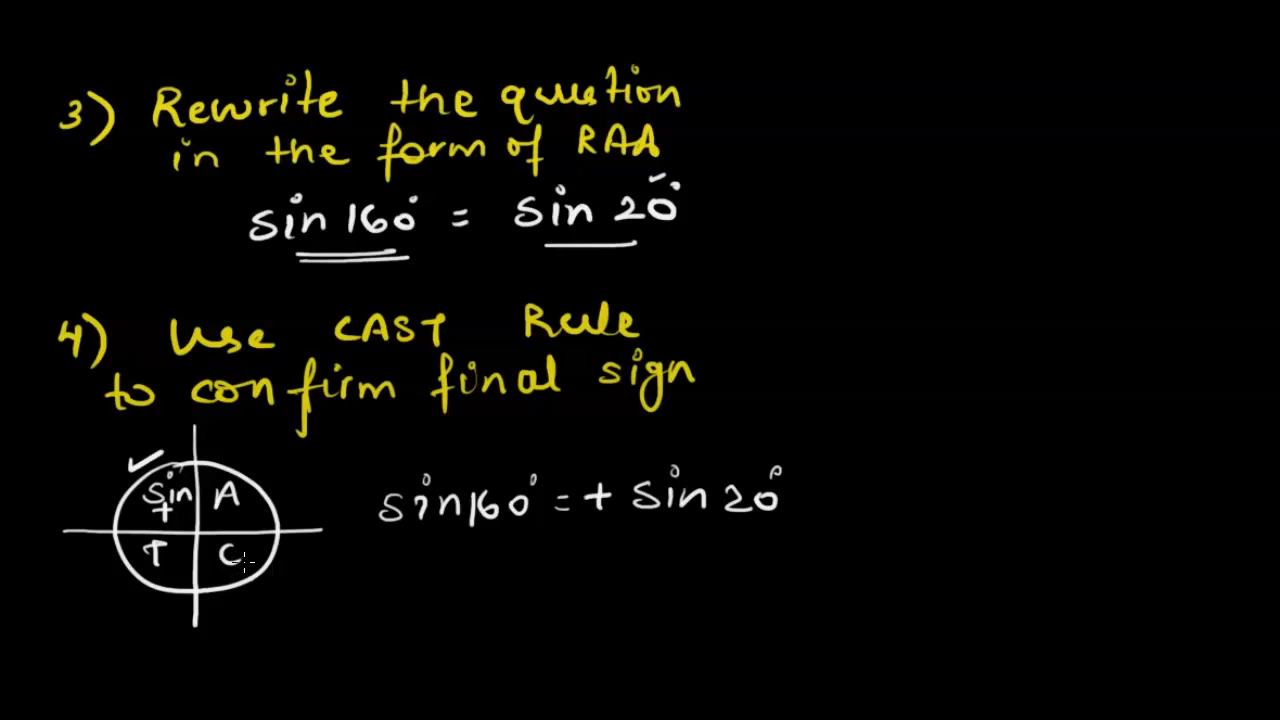 3) Rewrite the question
in the form of RAA
sin 160° = sin 20°
4) Use CAST Rule
to confirm final sign
sin A
+
T C
sin 160° = + sin 20°